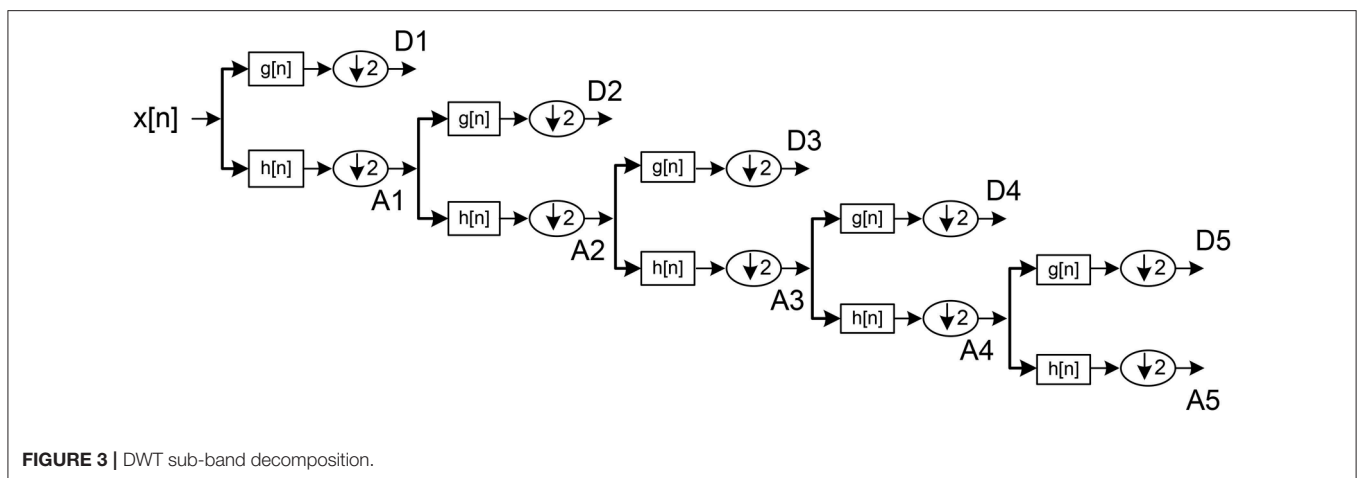 D1
g[n] ↓2
x[n]
D2
g[n] ↓2
h[n] ↓2
A1
D3
g[n] ↓2
h[n] ↓2
A2
D4
g[n] ↓2
h[n] ↓2
A3
D5
g[n] ↓2
h[n] ↓2
A4
h[n] ↓2
A5
FIGURE 3 | DWT sub-band decomposition.